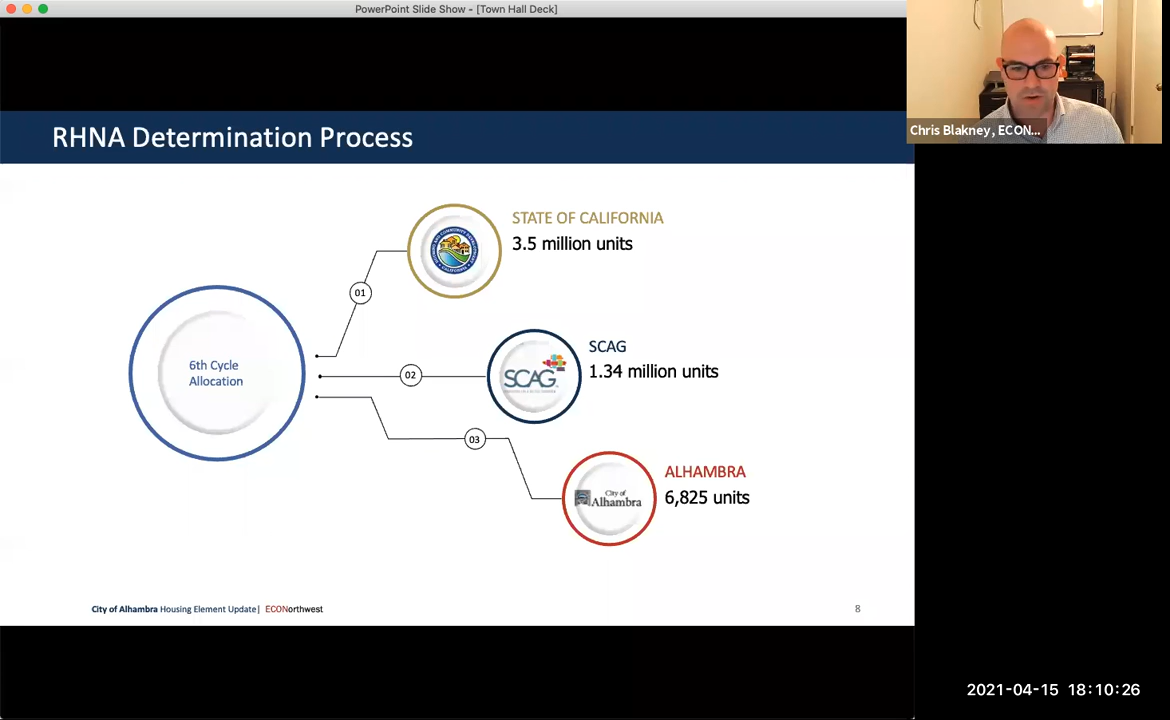 PowerPoint Slide Show - [Town Hall Deck]
Chris Blakney, ECON...
RHNA Determination Process
STATE OF CALIFORNIA
3.5 million units
01
6th Cycle
Allocation
02
SCAG
SCAG
1.34 million units
03
City of
Alhambra
ALHAMBRA
6,825 units
City of Alhambra Housing Element Update| ECONorthwest
8
2021-04-15 18:10:26